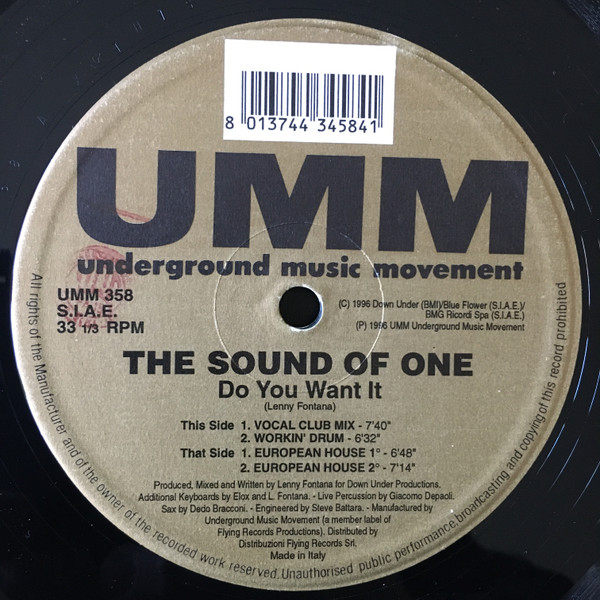 8 013744 345841
UMM
underground music movement
UMM 358
S.I.A.E.
33 1/3 RPM
(C) 1996 Down Under (BMI)/Blue Flower (S.I.A.E.)/
BMG Ricordi Spa (S.I.A.E.)
(P) 1996 UMM Underground Music Movement
THE SOUND OF ONE
Do You Want It
(Lenny Fontana)
This Side 1. VOCAL CLUB MIX - 7'40"
2. WORKIN' DRUM - 6'32"
That Side 1. EUROPEAN HOUSE 1° - 6'48"
2. EUROPEAN HOUSE 2° - 7'14"
Produced, Mixed and Written by Lenny Fontana for Down Under Productions.
Additional Keyboards by Elox and L. Fontana. - Live Percussion by Giacomo Depaoli.
Sax by Dedo Bracconi. - Engineered by Steve Battara. - Manufactured by
Underground Music Movement (a member label of
Flying Records Productions). Distributed by
Distribuzioni Flying Records Srl.
Made in Italy
All rights of the Manufacturer and of the owner of the recorded work reserved. Unauthorised public performance, broadcasting and copying of this record prohibited